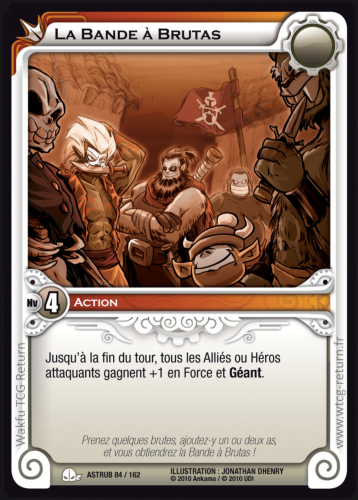 La Bande à Brutas
Nv 4 Action
Jusqu'à la fin du tour, tous les Alliés ou Héros
attaquants gagnent +1 en Force et Géant.
Prenez quelques brutes, ajoutez-y un ou deux as,
et vous obtiendrez la Bande à Brutas !
ASTRUB 84 / 162
ILLUSTRATION : JONATHAN DHENRY
© 2010 Ankama / © 2010 UDI
Wakfu TCG Return
www.wtcg-return.fr